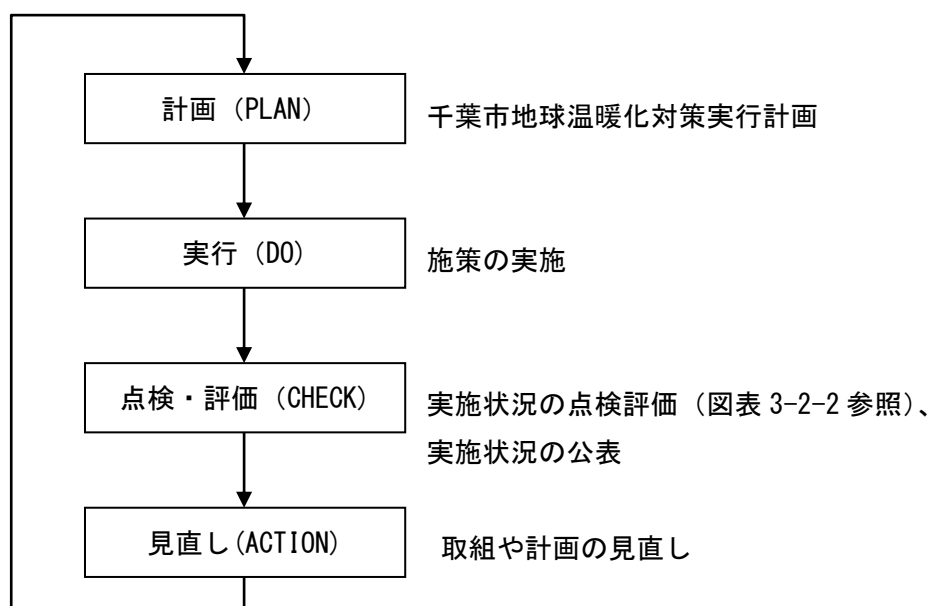 計画（PLAN）
千葉市地球温暖化対策実行計画
実行（DO）
施策の実施
点検・評価（CHECK）
実施状況の点検評価（図表 3-2-2 参照）、
実施状況の公表
見直し(ACTION)
取組や計画の見直し